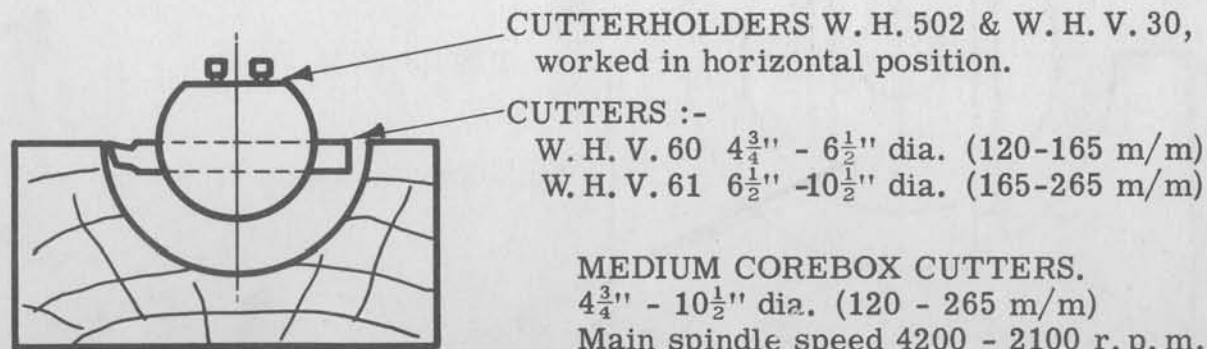 CUTTERHOLDERS W. H. 502 & W. H. V. 30,
worked in horizontal position.
CUTTERS :-
W. H. V. 60 4¾" - 6½" dia. (120-165 m/m)
W. H. V. 61 6½" -10½" dia. (165-265 m/m)
MEDIUM COREBOX CUTTERS.
4¾" - 10½" dia. (120 - 265 m/m)
Main spindle speed 4200 - 2100 r. p. m.